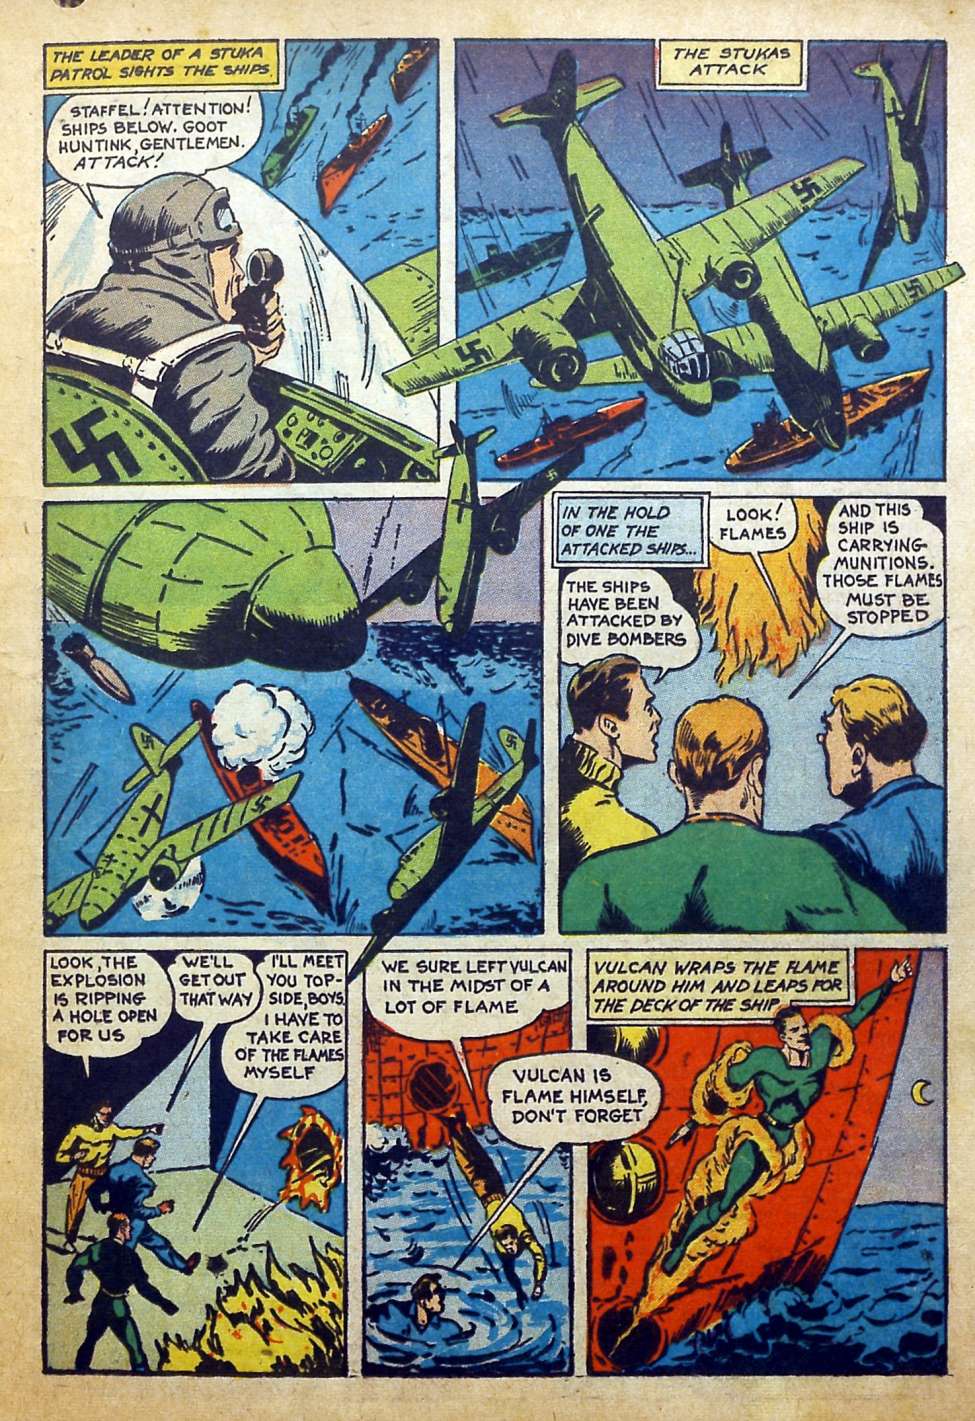 THE LEADER OF A STUKA
PATROL SIGHTS THE SHIPS.
STAFFEL! ATTENTION!
SHIPS BELOW. GOOT
HUNTINK, GENTLEMEN.
ATTACK!
THE STUKAS
ATTACK
IN THE HOLD
OF ONE THE
ATTACKED SHIPS...
THE SHIPS
HAVE BEEN
ATTACKED BY
DIVE BOMBERS
LOOK!
FLAMES
AND THIS
SHIP IS
CARRYING
MUNITIONS.
THOSE FLAMES
MUST BE
STOPPED
LOOK, THE
EXPLOSION
IS RIPPING
A HOLE OPEN
FOR US
WE'LL
GET OUT
THAT WAY
I'LL MEET
YOU TOP-
SIDE, BOYS.
I HAVE TO
TAKE CARE
OF THE FLAMES
MYSELF
WE SURE LEFT VULCAN
IN THE MIDST OF A
LOT OF FLAME
VULCAN IS
FLAME HIMSELF,
DON'T FORGET
VULCAN WRAPS THE FLAME
AROUND HIM AND LEAPS FOR
THE DECK OF THE SHIP